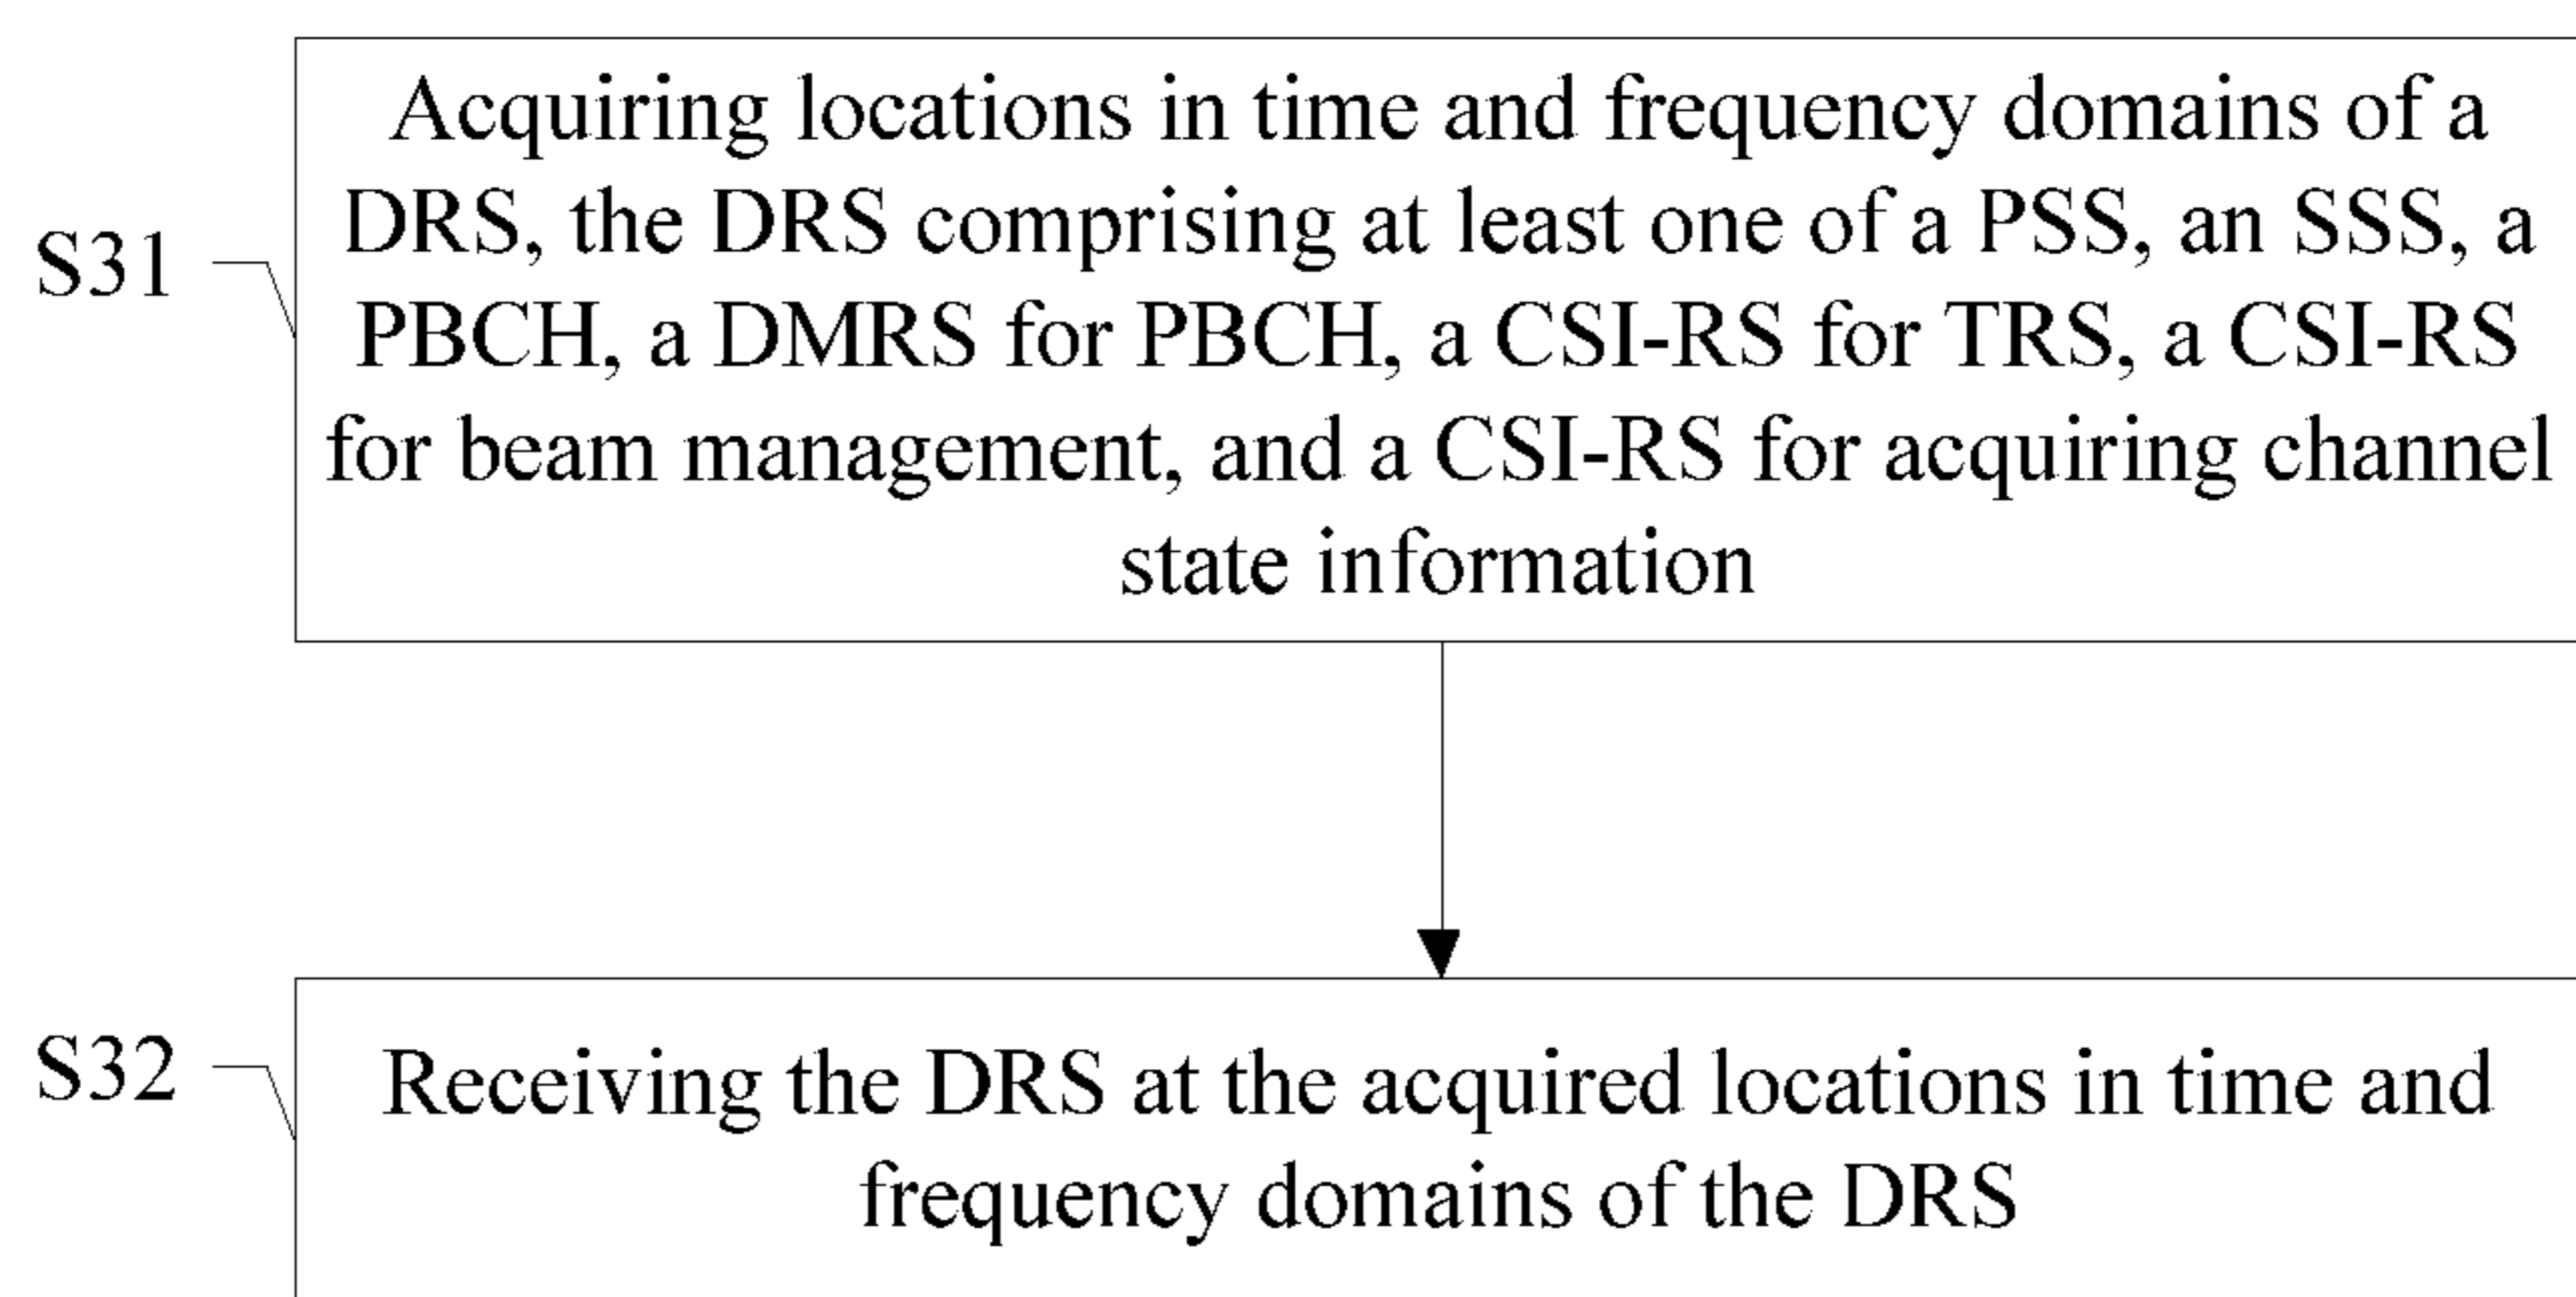 S31
Acquiring locations in time and frequency domains of a
DRS, the DRS comprising at least one of a PSS, an SSS, a
PBCH, a DMRS for PBCH, a CSI-RS for TRS, a CSI-RS
for beam management, and a CSI-RS for acquiring channel
state information
S32
Receiving the DRS at the acquired locations in time and
frequency domains of the DRS